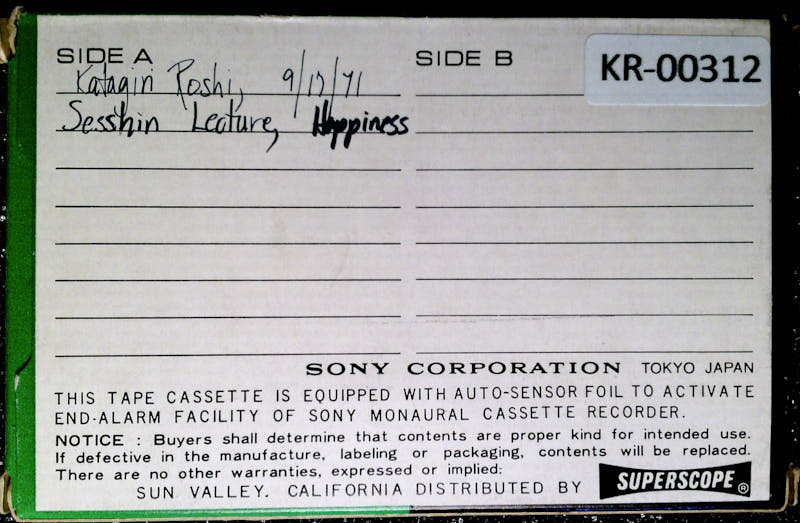 SIDE A
Katagiri Roshi, 9/17/71
Sesshin Lecture, Happiness
SIDE B
KR-00312
SONY CORPORATION TOKYO JAPAN
THIS TAPE CASSETTE IS EQUIPPED WITH AUTO-SENSOR FOIL TO ACTIVATE
END-ALARM FACILITY OF SONY MONAURAL CASSETTE RECORDER.
NOTICE : Buyers shall determine that contents are proper kind for intended use.
If defective in the manufacture, labeling or packaging, contents will be replaced.
There are no other warranties, expressed or implied:
SUN VALLEY. CALIFORNIA DISTRIBUTED BY SUPERSCOPE®